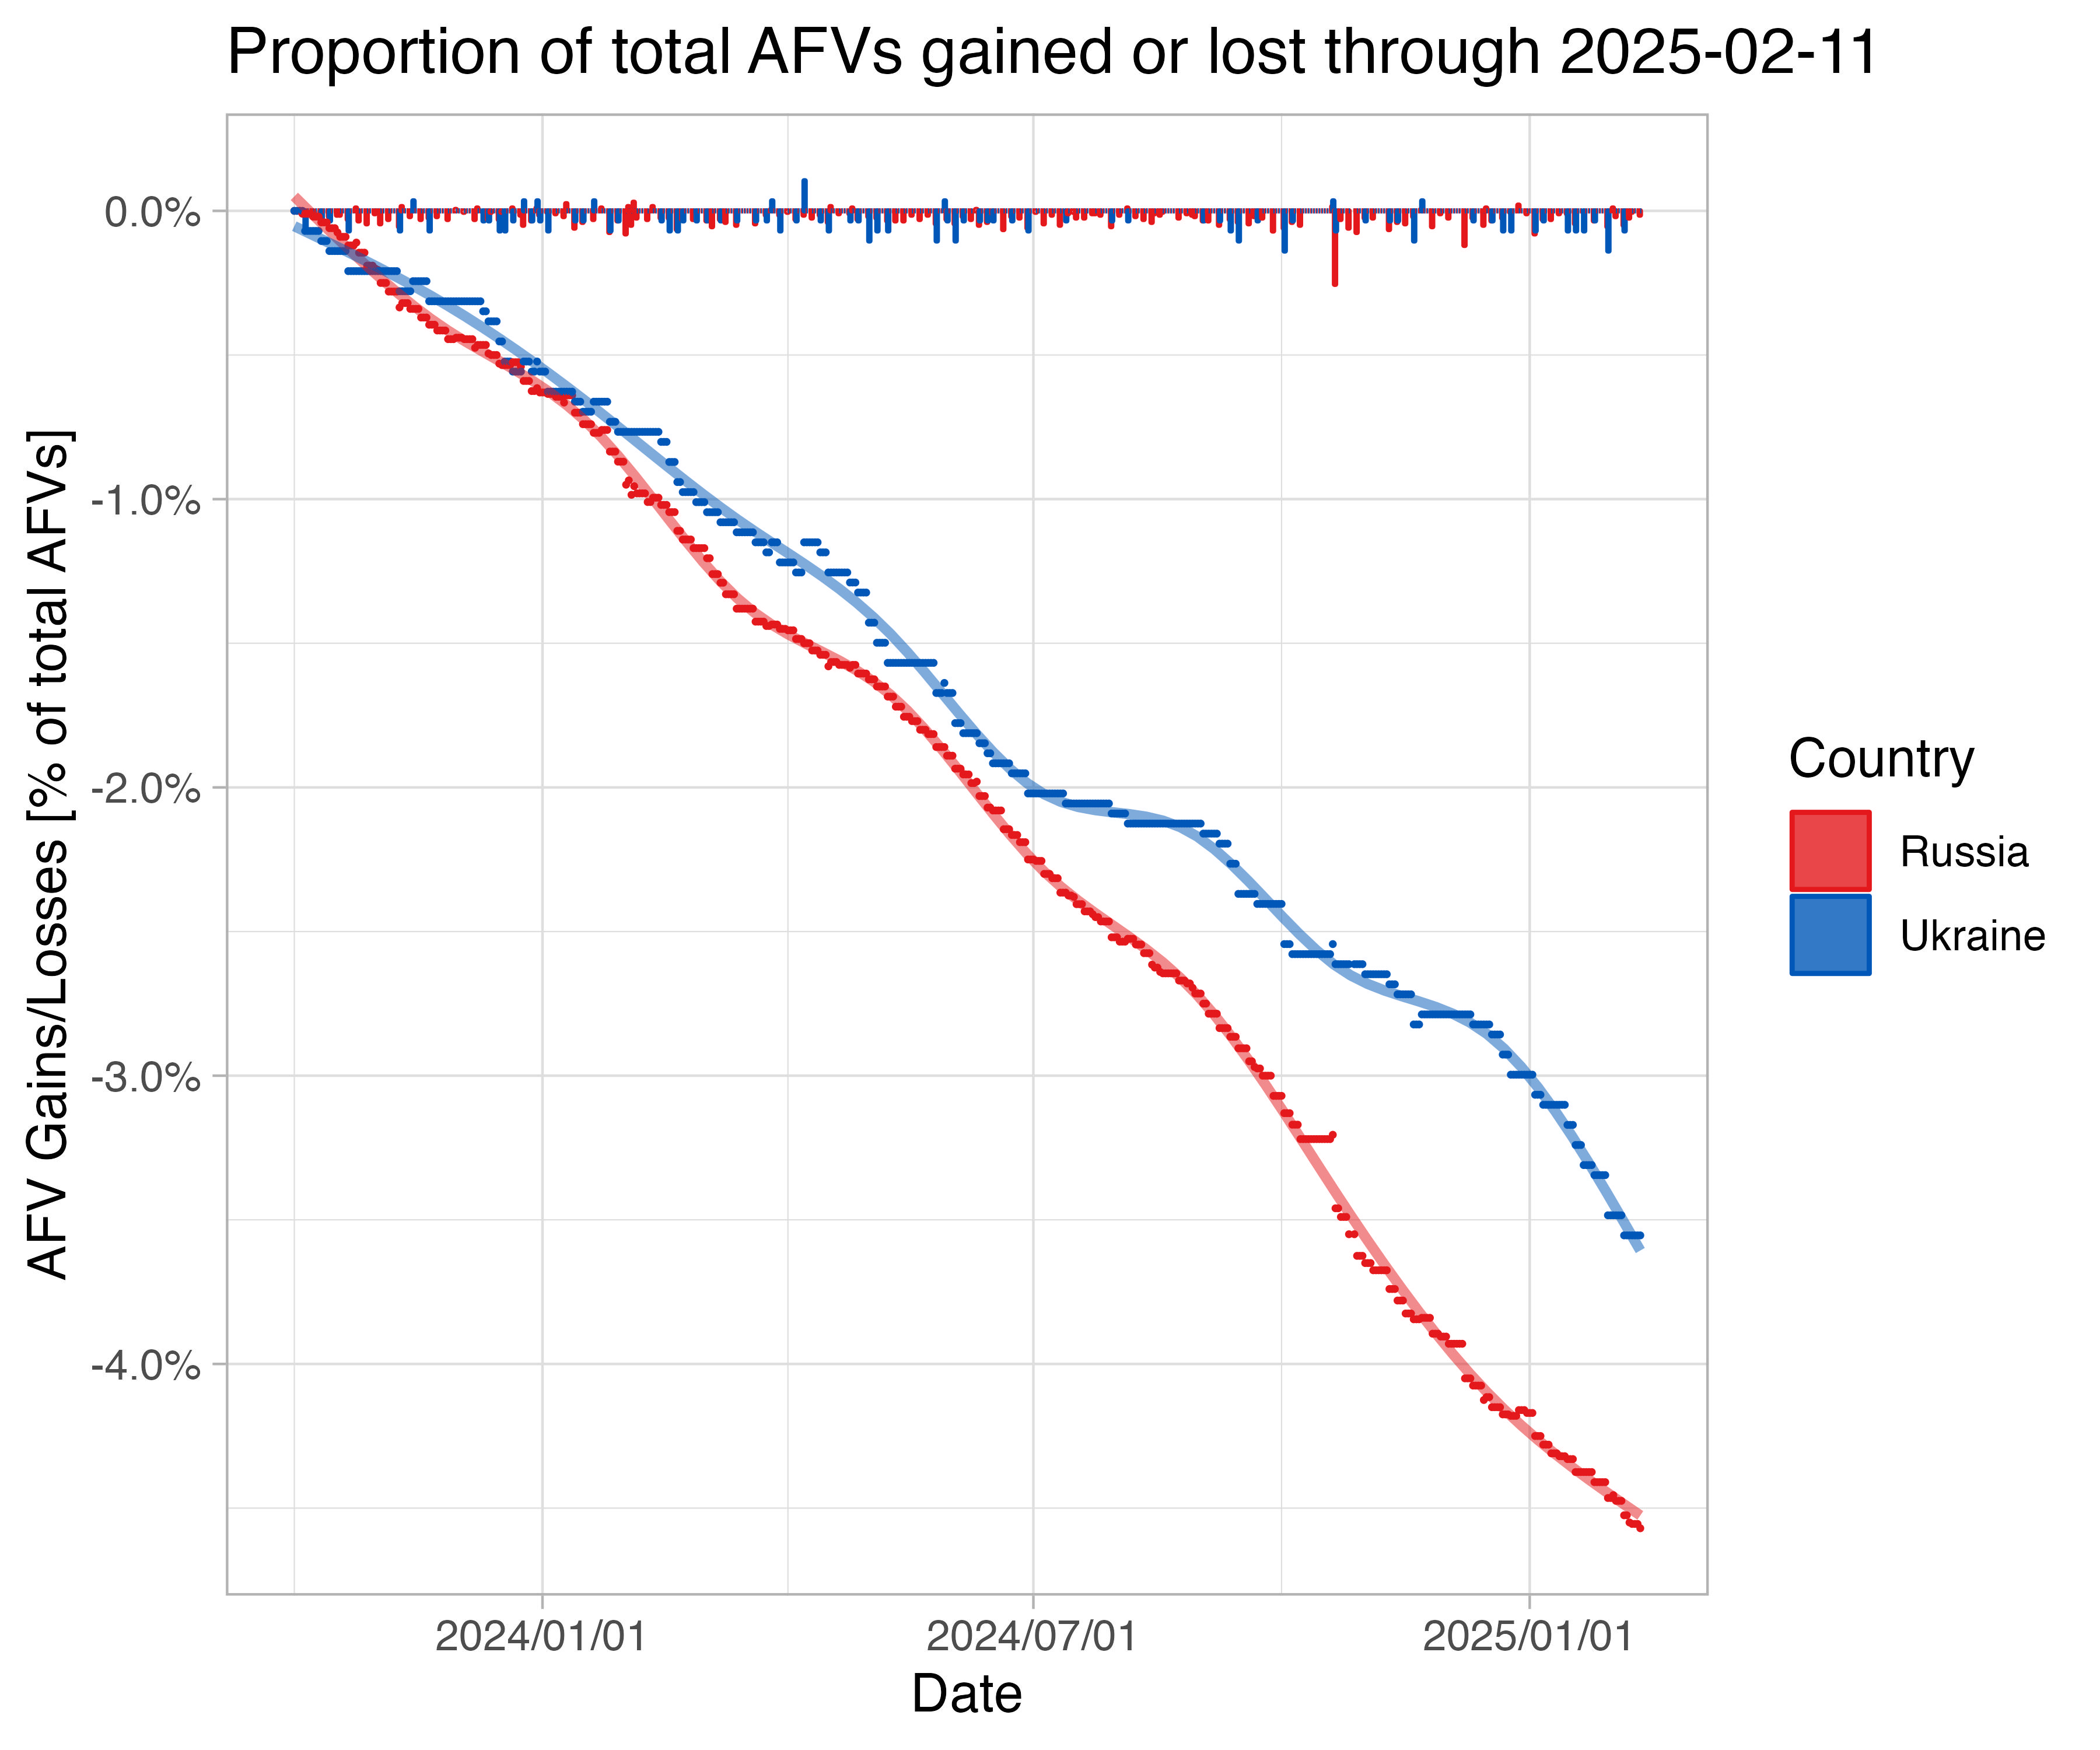 Proportion of total AFVs gained or lost through 2025-02-11
AFV Gains/Losses [% of total AFVs]
0.0%
-1.0%
-2.0%
-3.0%
-4.0%
2024/01/01
2024/07/01
2025/01/01
Date
Country
Russia
Ukraine